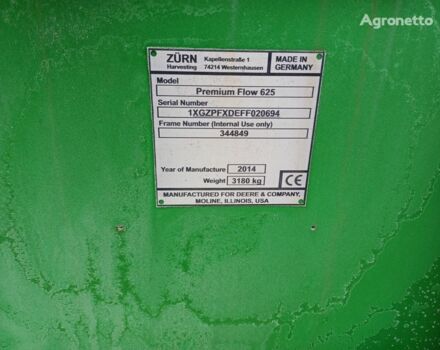 Agronetto
ZÜRN Kapellenstraße 1 MADE IN
Harvesting 74214 Westernhausen GERMANY
Model
Premium Flow 625
Serial Number
1XGZPFXDEFF020694
Frame Number (Internal Use only)
344849
Year of Manufacture 2014
Weight 3180 kg CE
MANUFACTURED FOR DEERE & COMPANY,
MOLINE, ILLINOIS, USA